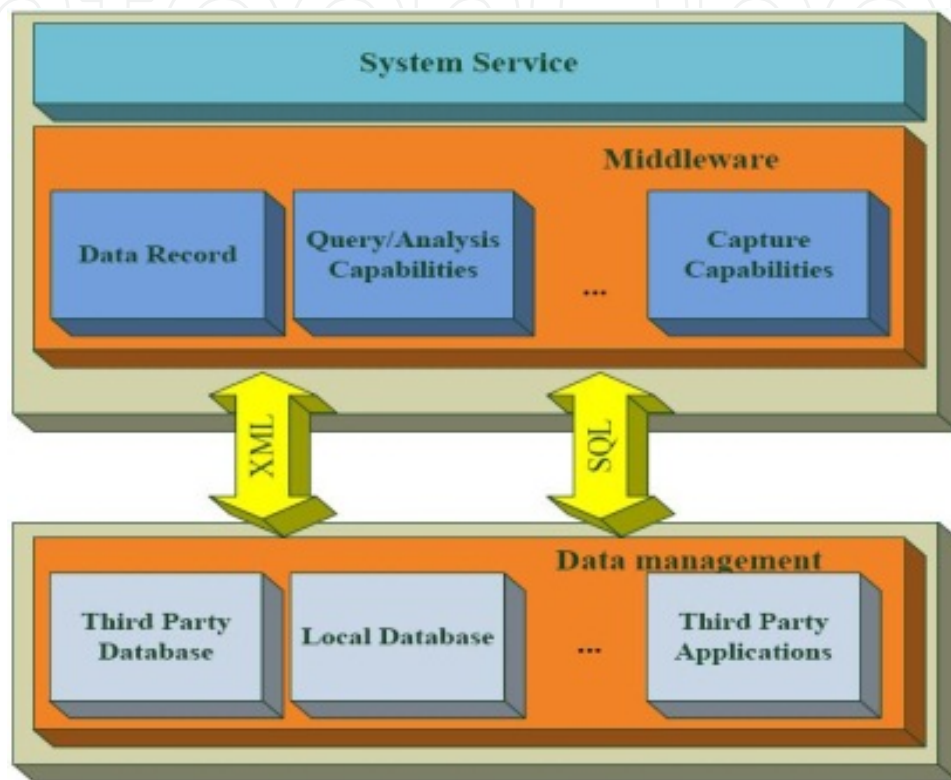 System Service
Middleware
Data Record
Query/Analysis
Capabilities
...
Capture
Capabilities
XML
SQL
Data management
Third Party
Database
Local Database
...
Third Party
Applications